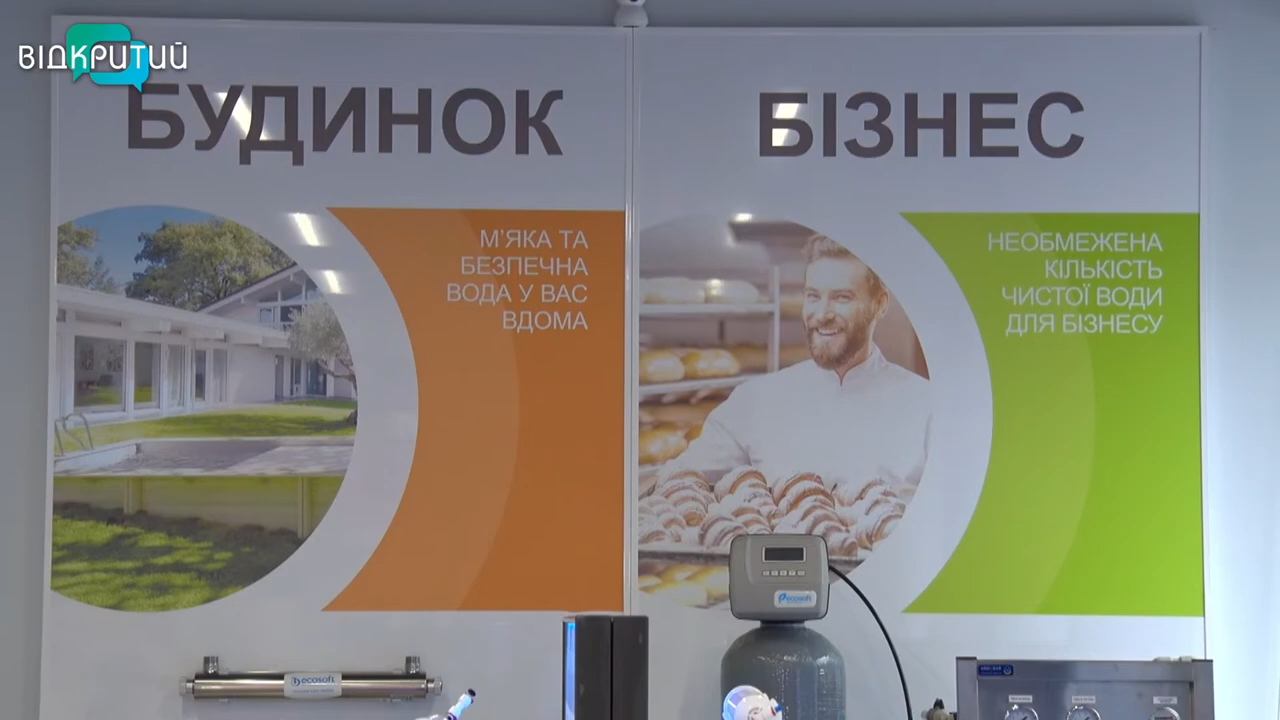 ВІДКРИТИЙ
БУДИНОК
М'ЯКА ТА
БЕЗПЕЧНА
ВОДА У ВАС
ВДОМА
БІЗНЕС
НЕОБМЕЖЕНА
КІЛЬКІСТЬ
ЧИСТОЇ ВОДИ
ДЛЯ БІЗНЕСУ
ecosoft
ecosoft